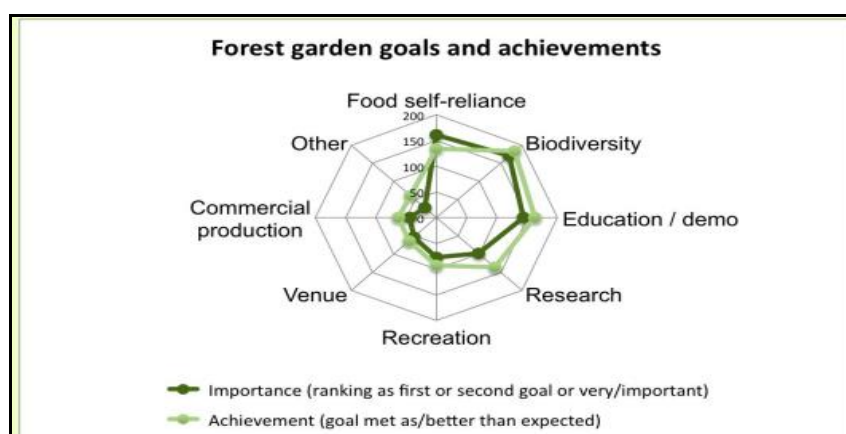 Forest garden goals and achievements
Food self-reliance
200
Other
150
Biodiversity
100
Commercial
production
50
0
Education / demo
Venue
Research
Recreation
Importance (ranking as first or second goal or very/important)
Achievement (goal met as/better than expected)